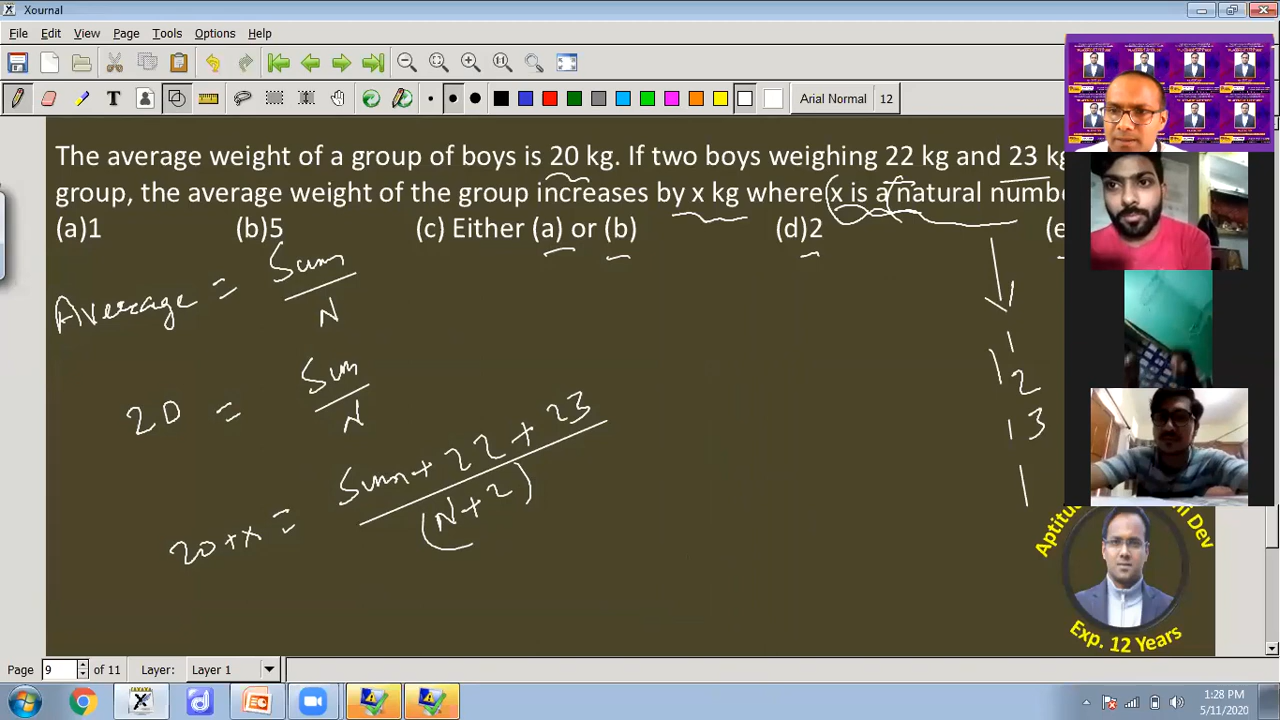 Xournal
File Edit View Page Tools Options Help
Arial Normal 12
The average weight of a group of boys is 20 kg. If two boys weighing 22 kg and 23 kg
group, the average weight of the group increases by x kg where x is a natural numbe
(a)1 (b)5 (c) Either (a) or (b) (d)2 (e
Average = Sum
N
20 = Sum
N
20+x = Sum + 22 + 23
(N+2)
1
2
3
Aptitude
Dev
Exp. 12 Years
Page 9 of 11 Layer: Layer 1
1:28 PM
5/11/2020